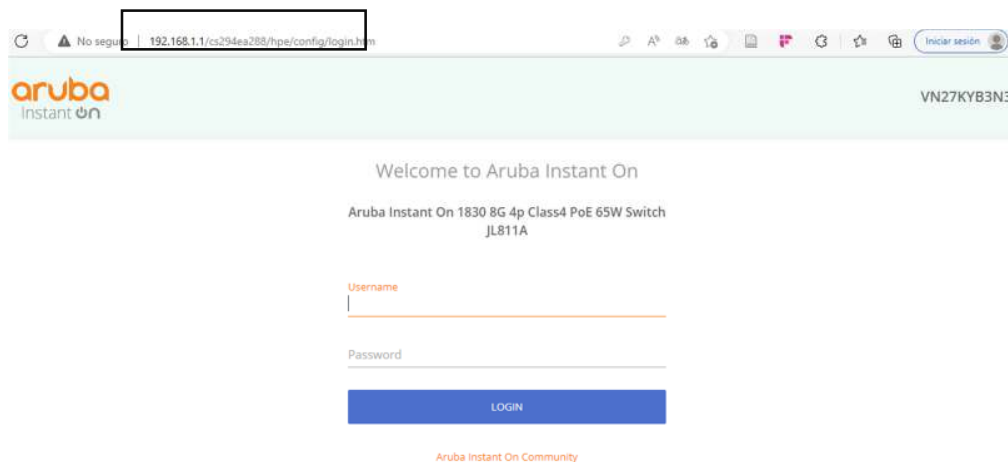 No seguro 192.168.1.1/cs294ea288/hpe/config/login.htm Iniciar sesión
aruba
Instant on
VN27KYB3N3
Welcome to Aruba Instant On
Aruba Instant On 1830 8G 4p Class4 PoE 65W Switch
JL811A
Username
Password
LOGIN
Aruba Instant On Community